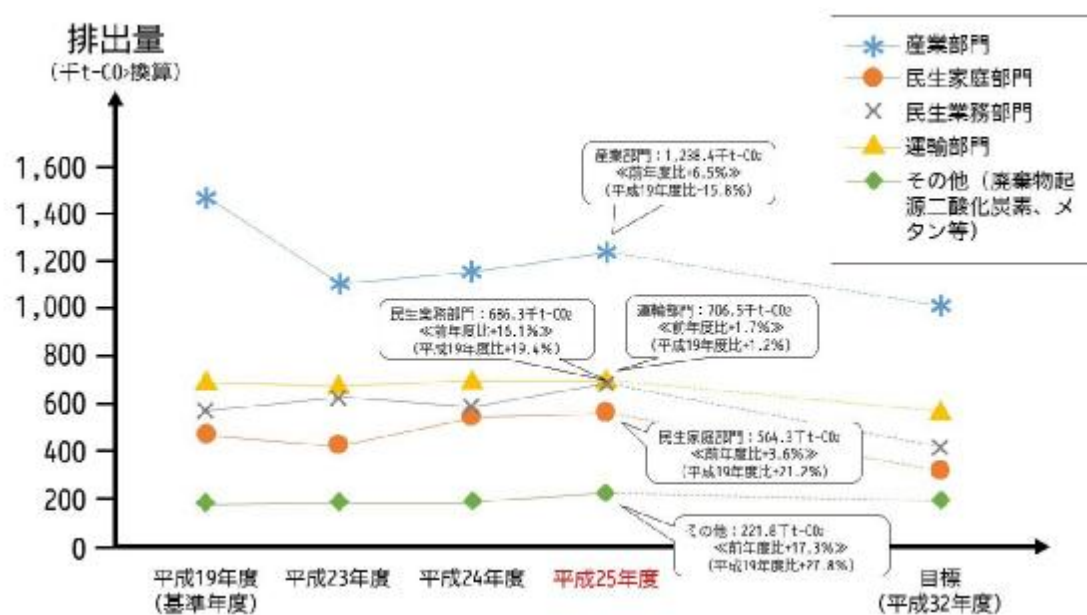 排出量
(千t-CO₂換算)
1,600
1,400
1,200
1,000
800
600
400
200
0
産業部門
民生家庭部門
民生業務部門
運輸部門
その他（廃棄物起
源二酸化炭素、メ
タン等）
産業部門：1,238.4千t-CO₂
≪前年度比+6.5%≫
(平成19年度比-15.8%)
民生業務部門：686.3千t-CO₂
≪前年度比+16.1%≫
(平成19年度比+19.4%)
運輸部門：706.5千t-CO₂
≪前年度比+1.7%≫
(平成19年度比+1.2%)
民生家庭部門：564.3千t-CO₂
≪前年度比+3.6%≫
(平成19年度比+21.2%)
その他：221.8千t-CO₂
≪前年度比+17.3%≫
(平成19年度比+27.8%)
平成19年度
(基準年度)
平成23年度
平成24年度
平成25年度
目標
(平成32年度)